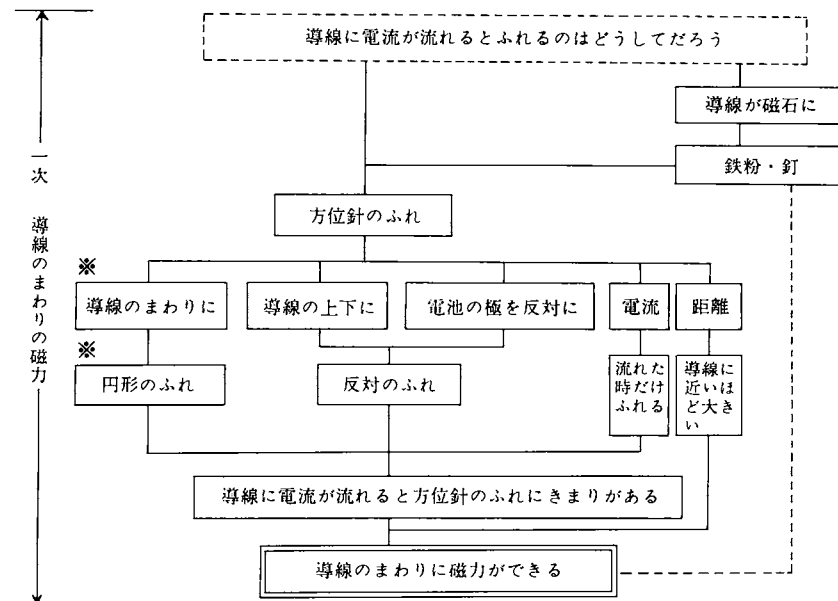 導線に電流が流れるとふれるのはどうしてだろう
導線が磁石に
鉄粉・釘
一次 導線のまわりの磁力
方位針のふれ
※
導線のまわりに
導線の上下に
電池の極を反対に
電流
距離
※
円形のふれ
反対のふれ
流れた
時だけ
ふれる
導線に
近いほ
ど大き
い
導線に電流が流れると方位針のふれにきまりがある
導線のまわりに磁力ができる